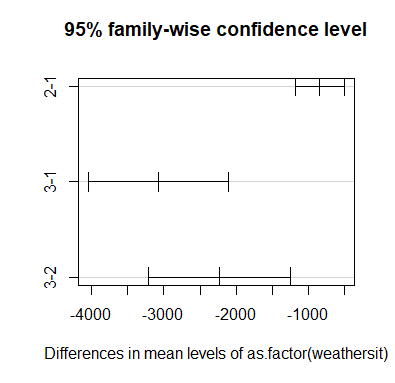 95% family-wise confidence level
2-1
3-1
3-2
-4000 -3000 -2000 -1000
Differences in mean levels of as.factor(weathersit)